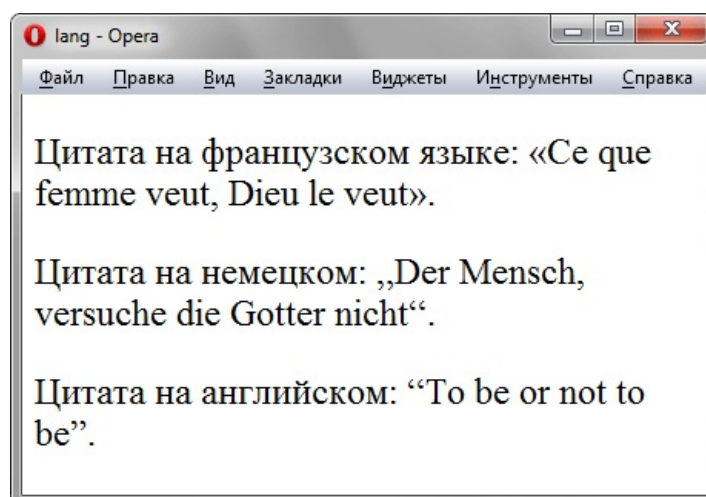 lang - Opera
Файл Правка Вид Закладки Виджеты Инструменты Справка
Цитата на французском языке: «Ce que
femme veut, Dieu le veut».
Цитата на немецком: ,,Der Mensch,
versuche die Gotter nicht“.
Цитата на английском: “To be or not to
be”.